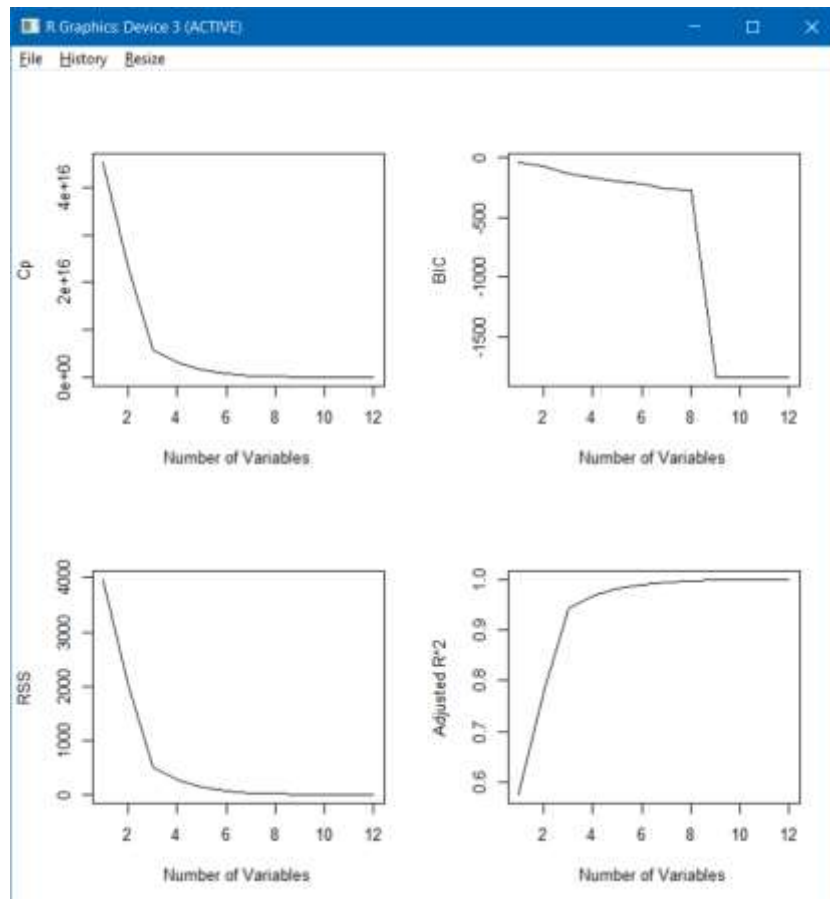 R Graphics: Device 3 (ACTIVE)
File History Resize
Cp
4e+16
2e+16
0e+00
2 4 6 8 10 12
Number of Variables
BIC
0
-500
-1000
-1500
2 4 6 8 10 12
Number of Variables
RSS
4000
3000
2000
1000
0
2 4 6 8 10 12
Number of Variables
Adjusted R^2
1.0
0.9
0.8
0.7
0.6
2 4 6 8 10 12
Number of Variables